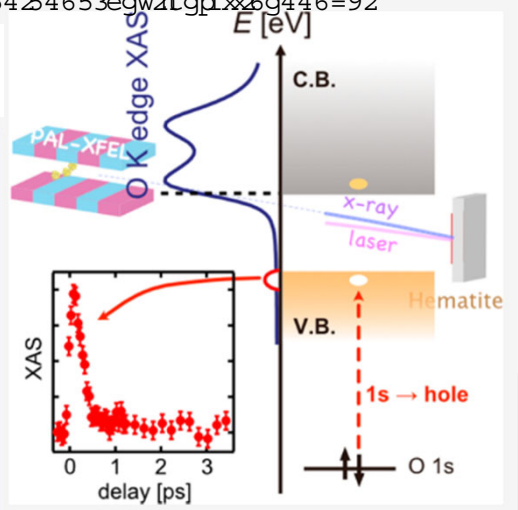 E [eV]
O K edge XAS
C.B.
PAL-XFEL
x-ray
laser
Hematite
V.B.
XAS
1s → hole
O 1s
0 1 2 3
delay [ps]